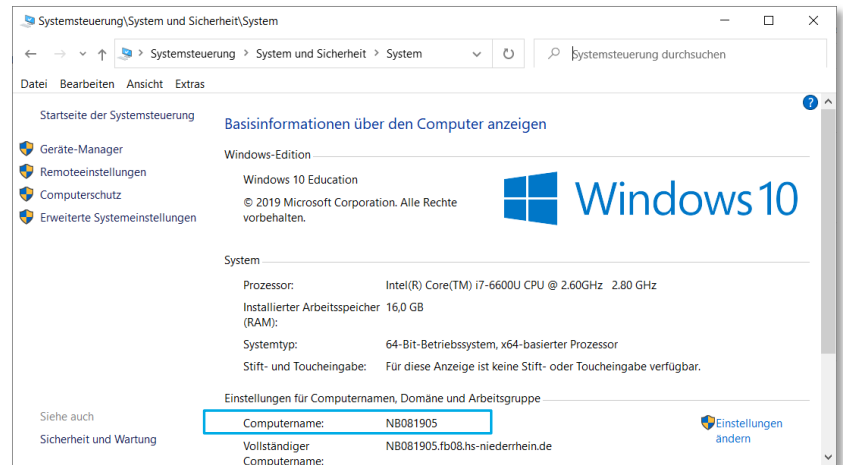 Systemsteuerung\System und Sicherheit\System
Systemsteuerung > System und Sicherheit > System
Systemsteuerung durchsuchen
Datei Bearbeiten Ansicht Extras
Startseite der Systemsteuerung
Geräte-Manager
Remoteeinstellungen
Computerschutz
Erweiterte Systemeinstellungen
Basisinformationen über den Computer anzeigen
Windows-Edition
Windows 10 Education
© 2019 Microsoft Corporation. Alle Rechte
vorbehalten.
Windows 10
System
Prozessor: Intel(R) Core(TM) i7-6600U CPU @ 2.60GHz 2.80 GHz
Installierter Arbeitsspeicher 16,0 GB
(RAM):
Systemtyp: 64-Bit-Betriebssystem, x64-basierter Prozessor
Stift- und Toucheingabe: Für diese Anzeige ist keine Stift- oder Toucheingabe verfügbar.
Einstellungen für Computernamen, Domäne und Arbeitsgruppe
Computername: NB081905
Einstellungen
ändern
Vollständiger NB081905.fb08.hs-niederrhein.de
Computername:
Siehe auch
Sicherheit und Wartung